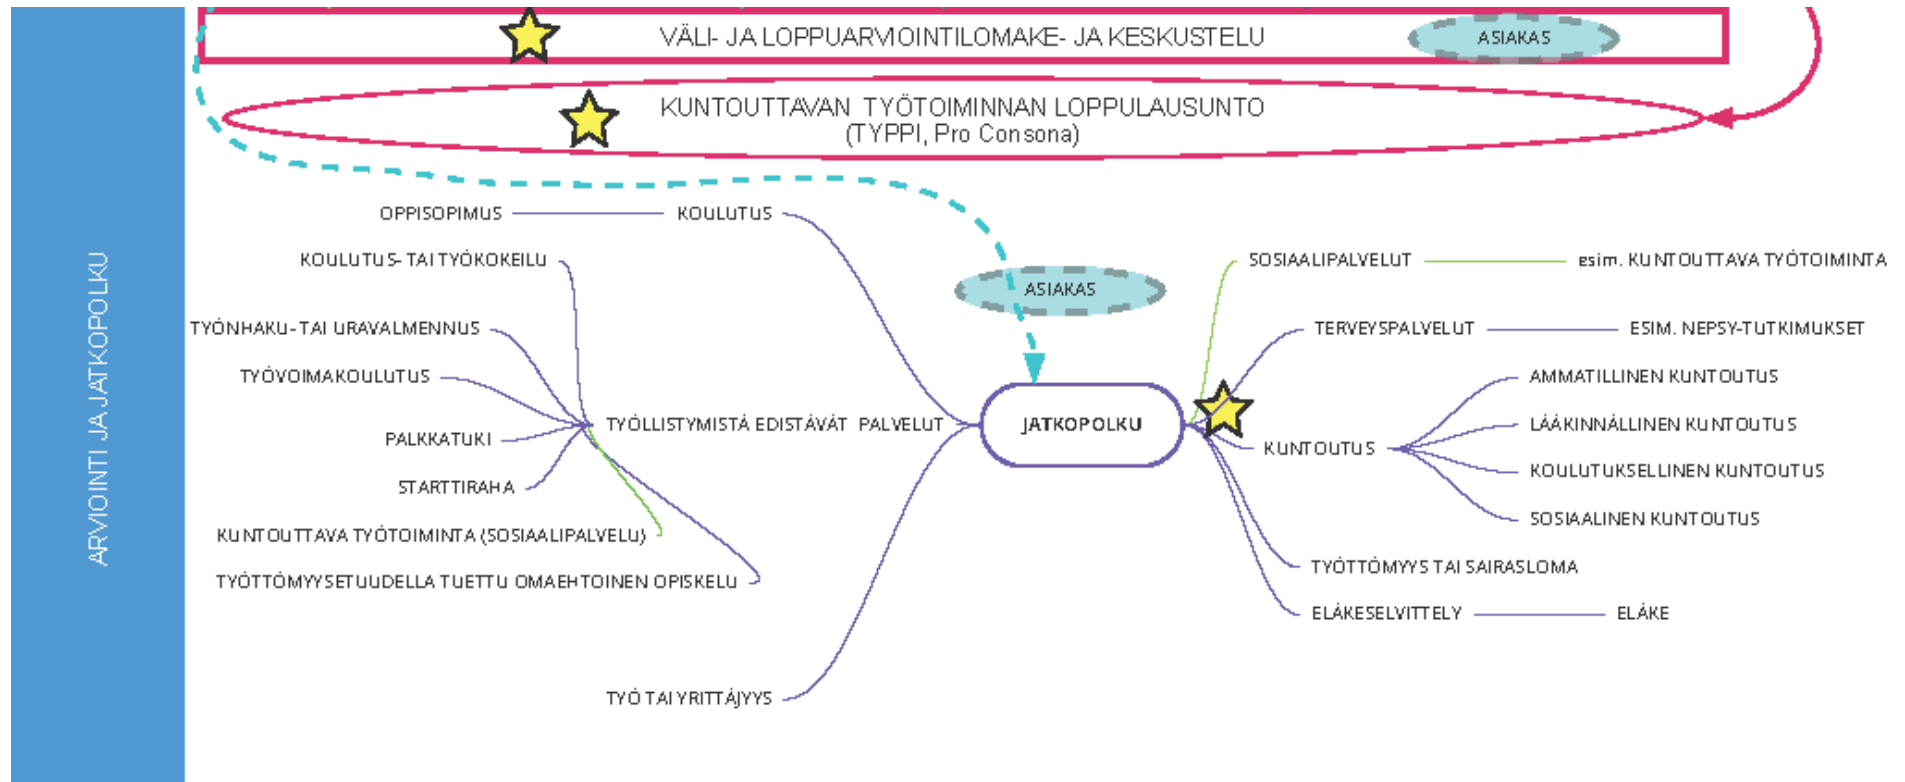 ARVIOINTI JA JATKOPOLKU
VÄLI- JA LOPPUARVIOINTILOMAKE- JA KESKUSTELU
ASIAKAS
KUNTOUTTAVAN TYÖTOIMINNAN LOPPULAUSUNTO
(TYPPI, Pro Consona)
OPPISOPIMUS
KOULUTUS
KOULUTUS- TAI TYÖKOKEILU
TYÖNHAKU- TAI URAVALMENNUS
TYÖVOIMAKOULUTUS
PALKKATUKI
STARTTIRAHA
KUNTOUTTAVA TYÖTOIMINTA (SOSIAALIPALVELU)
TYÖTTÖMYYSETUUDELLA TUETTU OMAEHTOINEN OPISKELU
TYÖLLISTYMISTÄ EDISTÄVÄT PALVELUT
TYÖ TAI YRITTÄJYYS
ASIAKAS
JATKOPOLKU
SOSIAALIPALVELUT
esim. KUNTOUTTAVA TYÖTOIMINTA
TERVEYSPALVELUT
ESIM. NEPSY-TUTKIMUKSET
KUNTOUTUS
AMMATILLINEN KUNTOUTUS
LÄÄKINNÄLLINEN KUNTOUTUS
KOULUTUKSELLINEN KUNTOUTUS
SOSIAALINEN KUNTOUTUS
TYÖTTÖMYYS TAI SAIRASLOMA
ELÄKESELVITTELY
ELÄKE